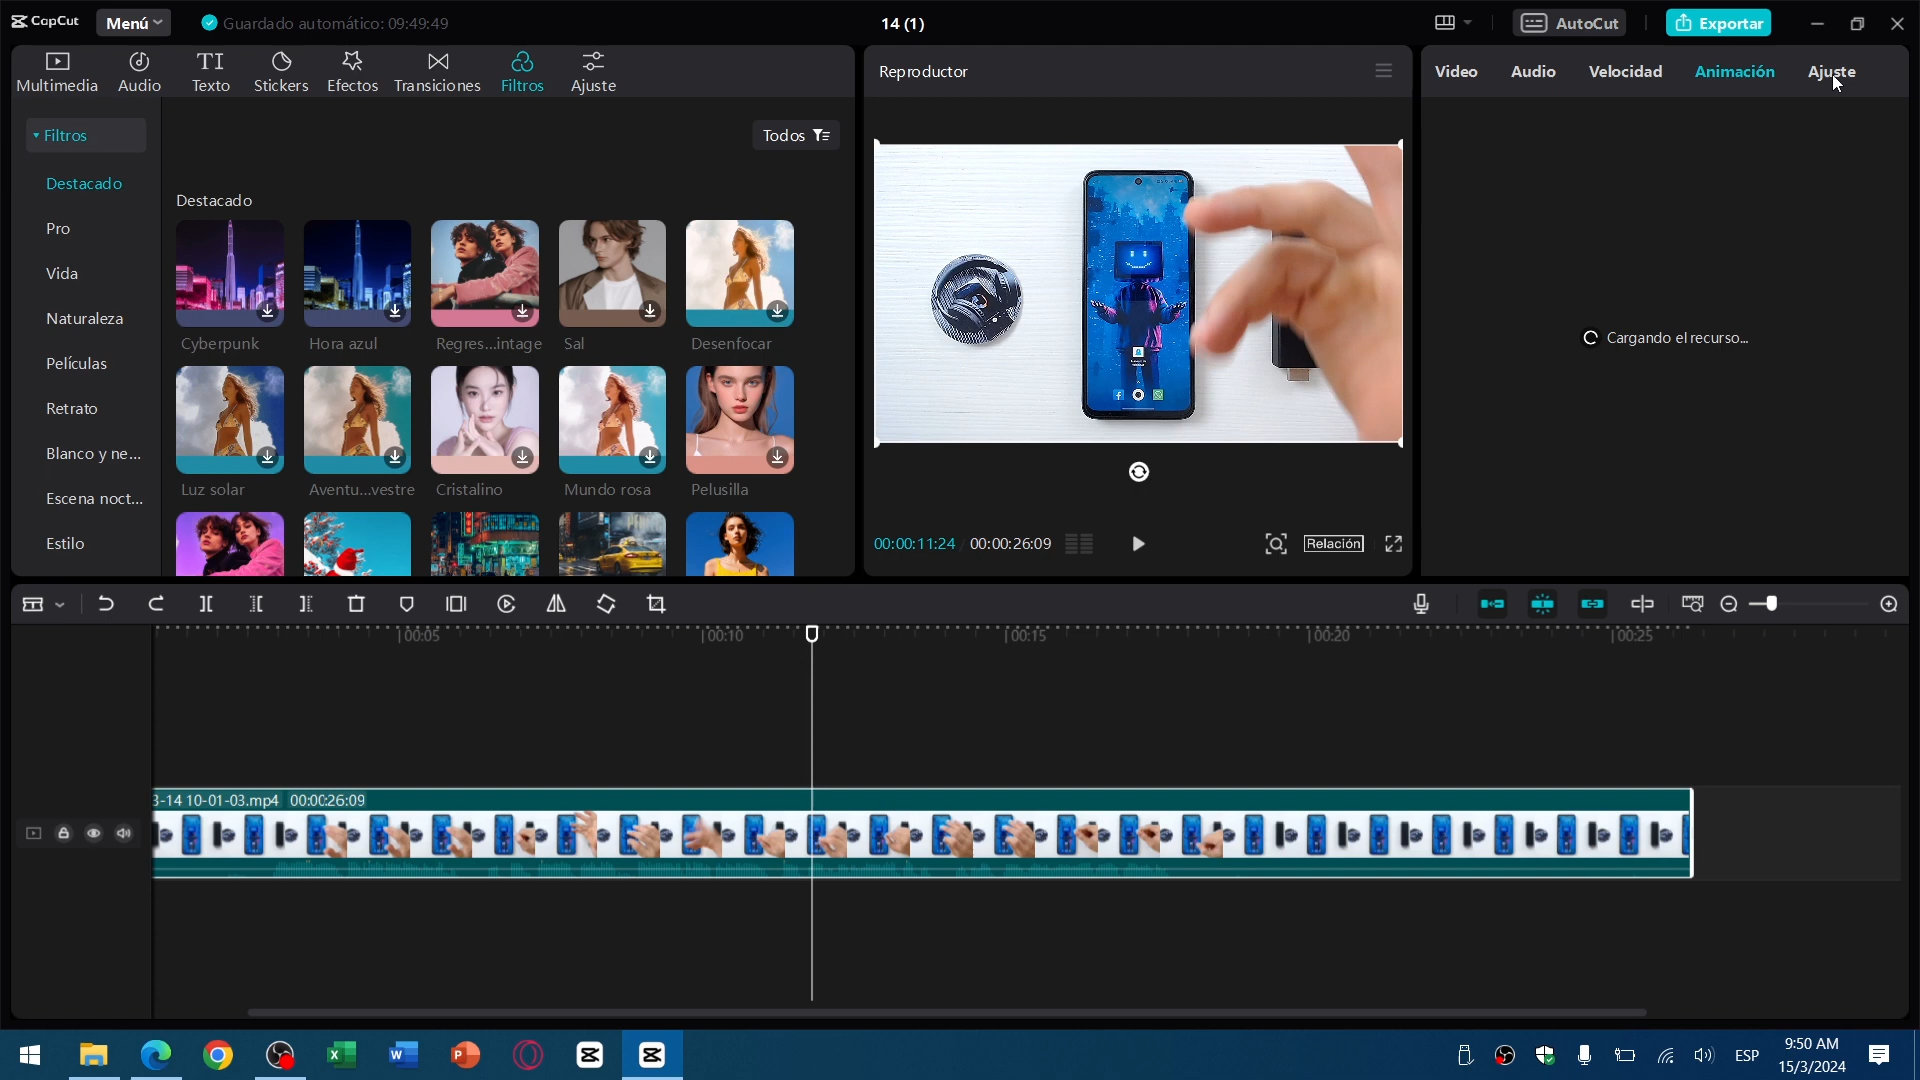 CapCut
Menú
Guardado automático: 09:49:49
14 (1)
AutoCut
Exportar
Multimedia
Audio
Texto
Stickers
Efectos
Transiciones
Filtros
Ajuste
Reproductor
Video
Audio
Velocidad
Animación
Ajuste
Filtros
Todos
Destacado
Destacado
Pro
Vida
Naturaleza
Películas
Retrato
Blanco y ne...
Escena noct...
Estilo
Cyberpunk
Hora azul
Regres...intage
Sal
Desenfocar
Luz solar
Aventu...vestre
Cristalino
Mundo rosa
Pelusilla
Cargando el recurso...
00:00:11:24
00:00:26:09
Relación
00:05
00:10
00:15
00:20
00:25
3-14 10-01-03.mp4 00:00:26:09
ESP
9:50 AM
15/3/2024